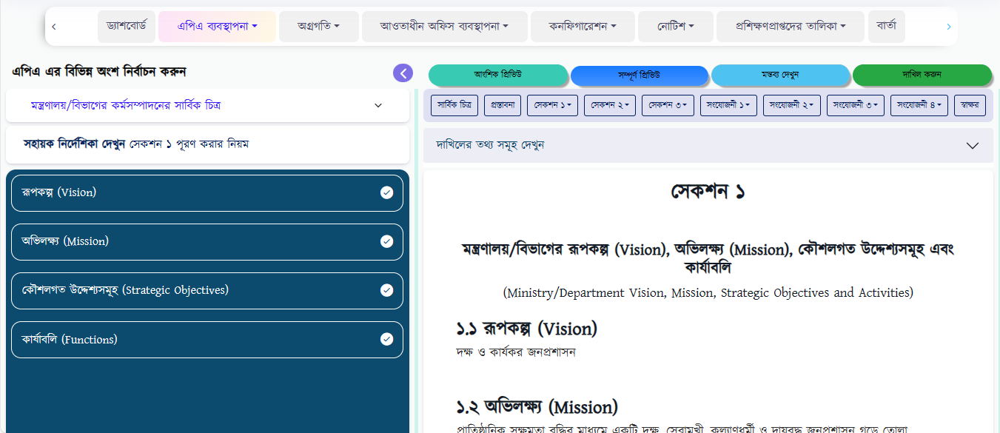 ড্যাশবোর্ড এপিএ ব্যবস্থাপনা অগ্রগতি আওতাধীন অফিস ব্যবস্থাপনা কনফিগারেশন নোটিশ প্রশিক্ষণপ্রাপ্তদের তালিকা বার্তা
এপিএ এর বিভিন্ন অংশ নির্বাচন করুন
মন্ত্রণালয়/বিভাগের কর্মসম্পাদনের সার্বিক চিত্র
সহায়ক নির্দেশিকা দেখুন সেকশন ১ পূরণ করার নিয়ম
রূপকল্প (Vision)
অভিলক্ষ্য (Mission)
কৌশলগত উদ্দেশ্যসমূহ (Strategic Objectives)
কার্যাবলি (Functions)
আংশিক প্রিভিউ সম্পূর্ণ প্রিভিউ মন্তব্য দেখুন দাখিল করুন
সার্বিক চিত্র প্রস্তাবনা সেকশন ১ সেকশন ২ সেকশন ৩ সংযোজনী ১ সংযোজনী ২ সংযোজনী ৩ সংযোজনী ৪ স্বাক্ষর
দাখিলের তথ্য সমূহ দেখুন
সেকশন ১
মন্ত্রণালয়/বিভাগের রূপকল্প (Vision), অভিলক্ষ্য (Mission), কৌশলগত উদ্দেশ্যসমূহ এবং
কার্যাবলি
(Ministry/Department Vision, Mission, Strategic Objectives and Activities)
১.১ রূপকল্প (Vision)
দক্ষ ও কার্যকর জনপ্রশাসন
১.২ অভিলক্ষ্য (Mission)
প্রাতিষ্ঠানিক সক্ষমতা বৃদ্ধির মাধ্যমে একটি দক্ষ, সেবামুখী, কল্যাণধর্মী ও দায়বদ্ধ জনপ্রশাসন গড়ে তোলা